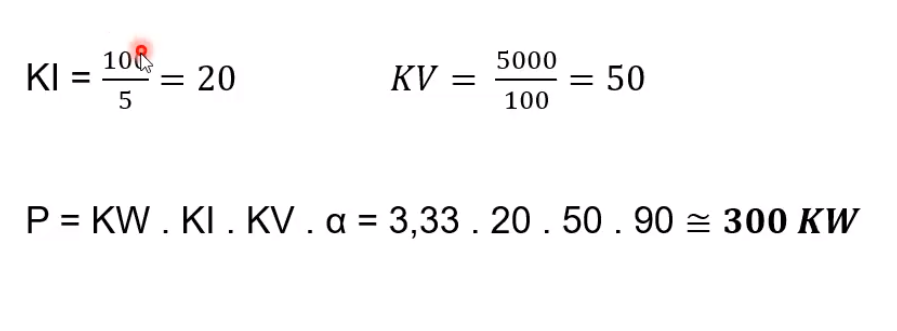 KI = 100/5 = 20
KV = 5000/100 = 50
P = KW . KI . KV . α = 3,33 . 20 . 50 . 90 ≅ 300 KW